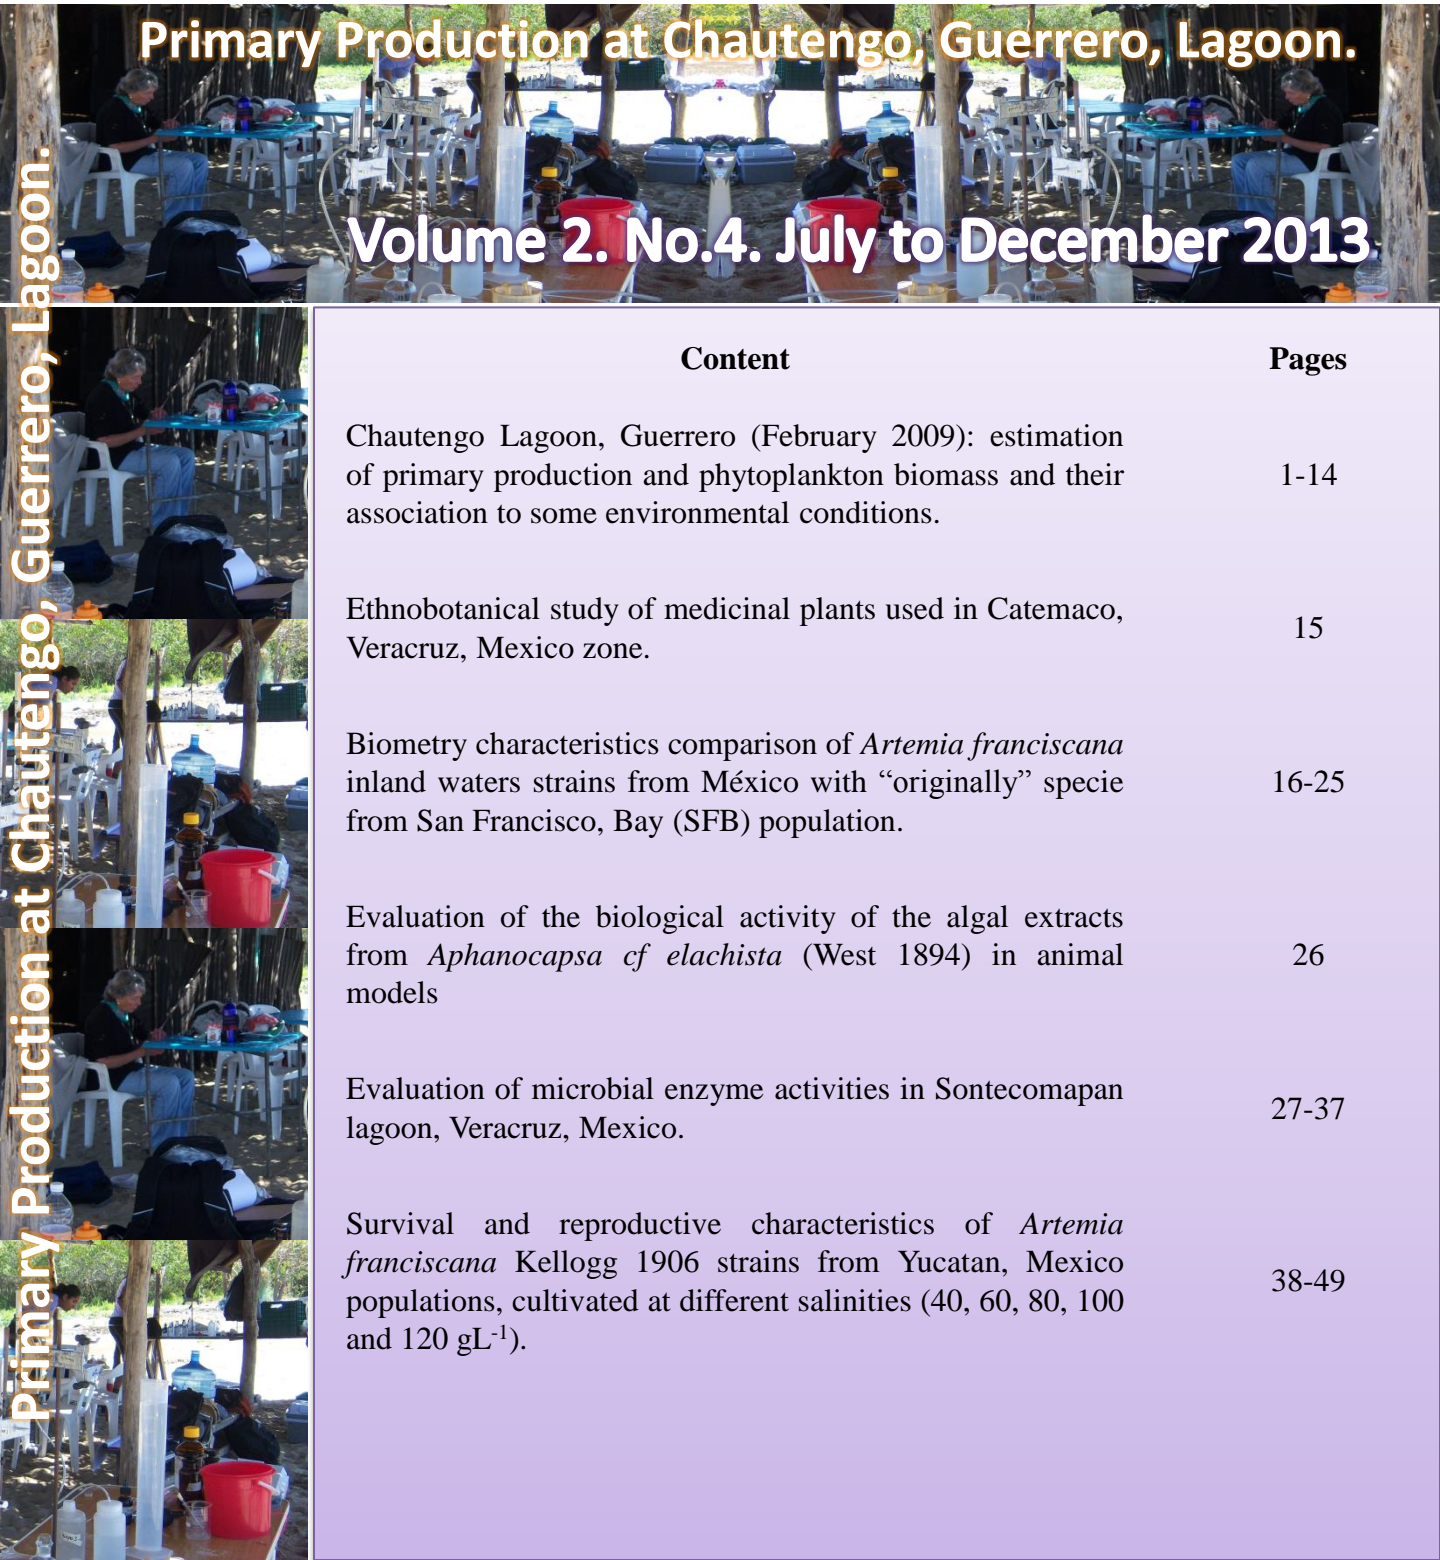 Primary Production at Chautengo, Guerrero, Lagoon.
Volume 2. No.4. July to December 2013
Primary Production at Chautengo, Guerrero, Lagoon.
Content Pages
Chautengo Lagoon, Guerrero (February 2009): estimation
of primary production and phytoplankton biomass and their
association to some environmental conditions.
1-14
Ethnobotanical study of medicinal plants used in Catemaco,
Veracruz, Mexico zone.
15
Biometry characteristics comparison of Artemia franciscana
inland waters strains from México with “originally” specie
from San Francisco, Bay (SFB) population.
16-25
Evaluation of the biological activity of the algal extracts
from Aphanocapsa cf elachista (West 1894) in animal
models
26
Evaluation of microbial enzyme activities in Sontecomapan
lagoon, Veracruz, Mexico.
27-37
Survival and reproductive characteristics of Artemia
franciscana Kellogg 1906 strains from Yucatan, Mexico
populations, cultivated at different salinities (40, 60, 80, 100
and 120 gL-1).
38-49